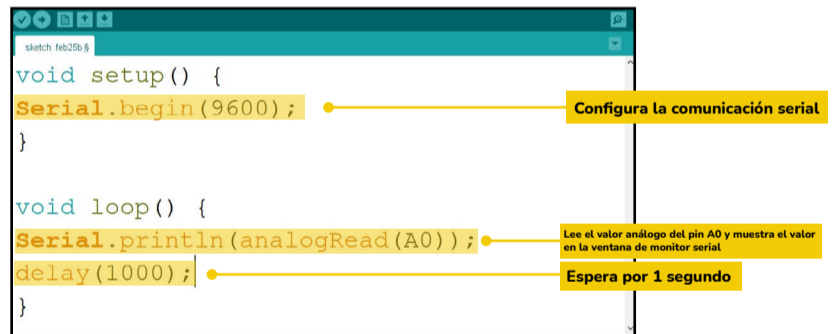 sketch_feb25b §
void setup() {
Serial.begin(9600);
Configura la comunicación serial
}
void loop() {
Serial.println(analogRead(A0));
Lee el valor análogo del pin A0 y muestra el valor
en la ventana de monitor serial
delay(1000);
Espera por 1 segundo
}